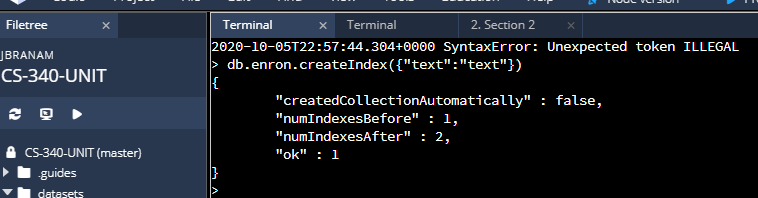 Filetree ×
Terminal ×
Terminal
2. Section 2 ×
JBRANAM
CS-340-UNIT
CS-340-UNIT (master)
.guides
datasets
2020-10-05T22:57:44.304+0000 SyntaxError: Unexpected token ILLEGAL
> db.enron.createIndex({"text":"text"})
{
"createdCollectionAutomatically" : false,
"numIndexesBefore" : 1,
"numIndexesAfter" : 2,
"ok" : 1
}
>